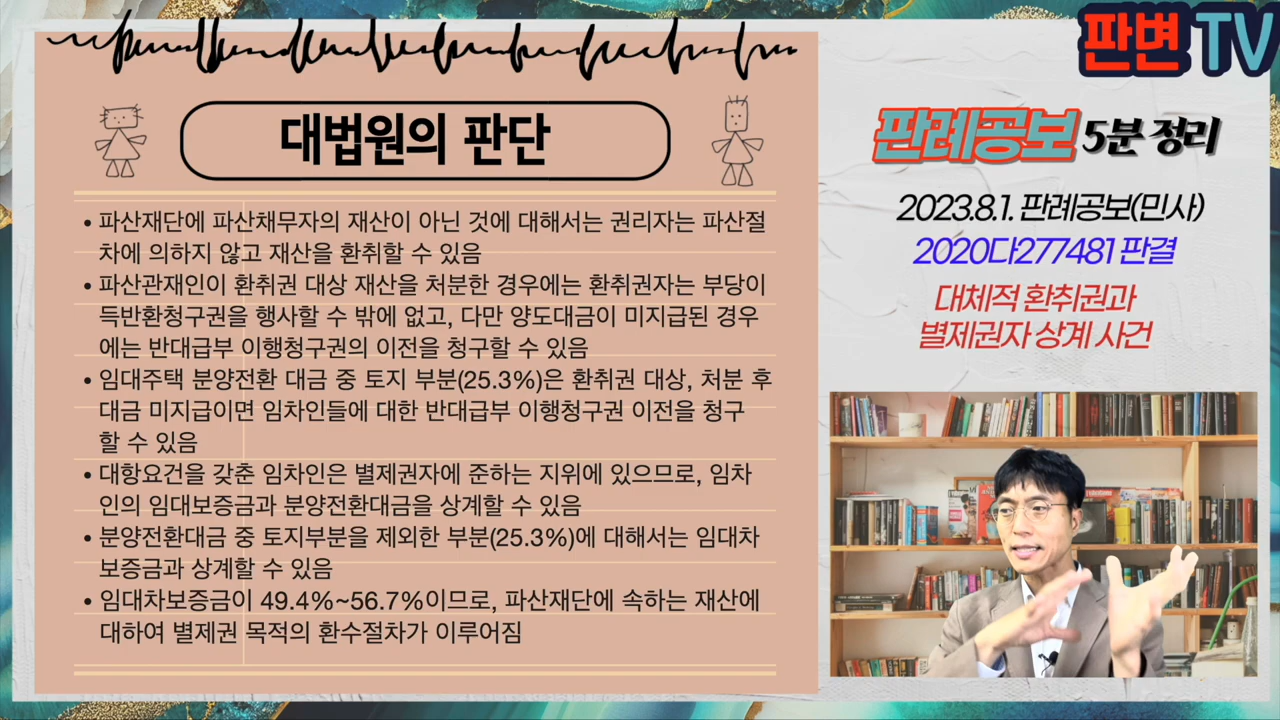 판변 TV
대법원의 판단
• 파산재단에 파산채무자의 재산이 아닌 것에 대해서는 권리자는 파산절
차에 의하지 않고 재산을 환취할 수 있음
• 파산관재인이 환취권 대상 재산을 처분한 경우에는 환취권자는 부당이
득반환청구권을 행사할 수 밖에 없고, 다만 양도대금이 미지급된 경우
에는 반대급부 이행청구권의 이전을 청구할 수 있음
• 임대주택 분양전환 대금 중 토지 부분(25.3%)은 환취권 대상, 처분 후
대금 미지급이면 임차인들에 대한 반대급부 이행청구권 이전을 청구
할 수 있음
• 대항요건을 갖춘 임차인은 별제권자에 준하는 지위에 있으므로, 임차
인의 임대보증금과 분양전환대금을 상계할 수 있음
• 분양전환대금 중 토지부분을 제외한 부분(25.3%)에 대해서는 임대차
보증금과 상계할 수 있음
• 임대차보증금이 49.4%~56.7%이므로, 파산재단에 속하는 재산에
대하여 별제권 목적의 환수절차가 이루어짐
판례공보 5분 정리
2023.8.1. 판례공보(민사)
2020다277481 판결
대체적 환취권과
별제권자 상계 사건